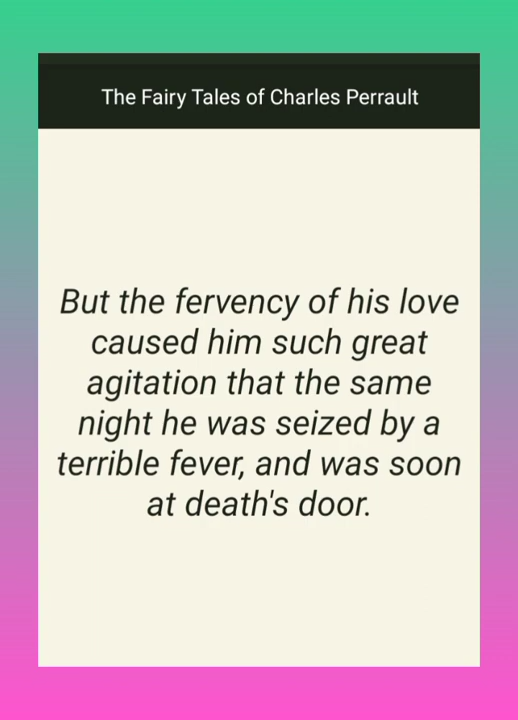 The Fairy Tales of Charles Perrault
But the fervency of his love
caused him such great
agitation that the same
night he was seized by a
terrible fever, and was soon
at death's door.